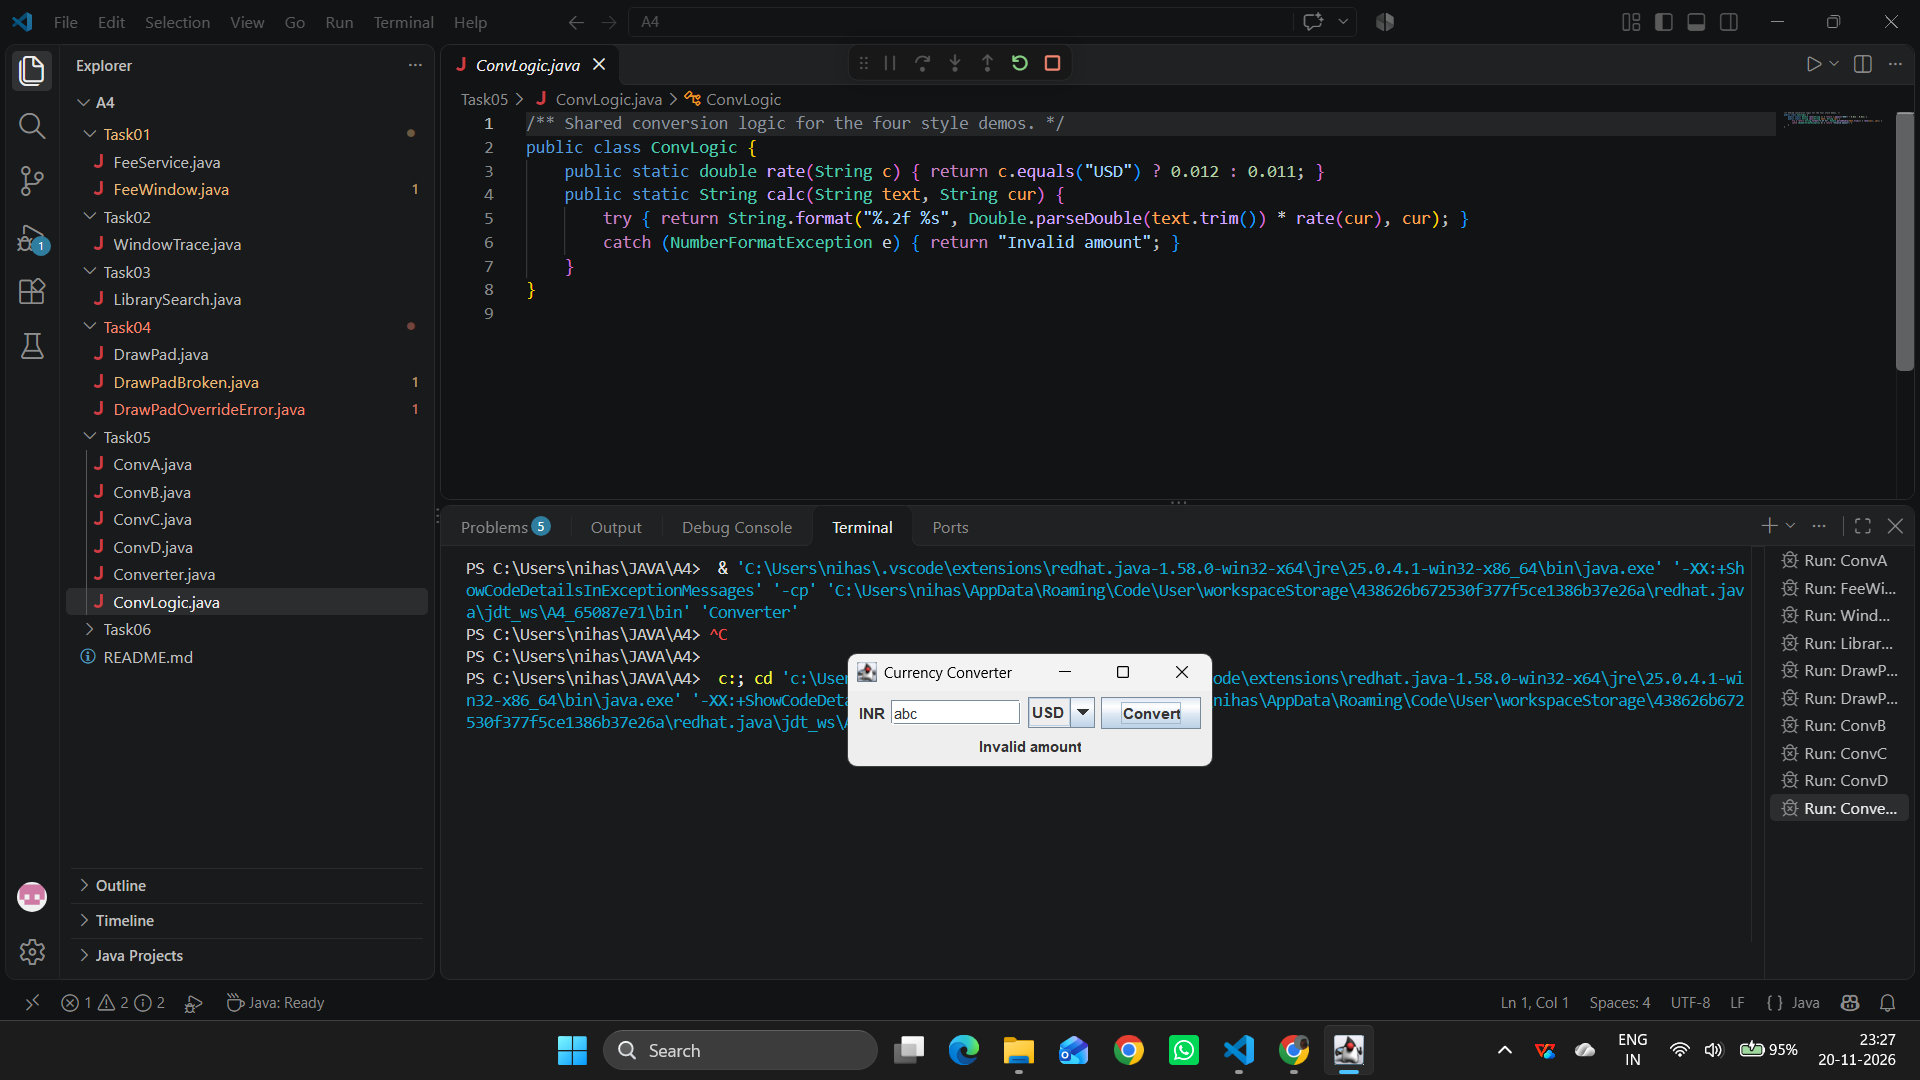 File Edit Selection View Go Run Terminal Help
A4
Explorer
A4
Task01
FeeService.java
FeeWindow.java 1
Task02
WindowTrace.java
Task03
LibrarySearch.java
Task04
DrawPad.java
DrawPadBroken.java 1
DrawPadOverrideError.java 1
Task05
ConvA.java
ConvB.java
ConvC.java
ConvD.java
Converter.java
ConvLogic.java
Task06
README.md
Outline
Timeline
Java Projects
1
ConvLogic.java
Task05 > ConvLogic.java > ConvLogic
1 /** Shared conversion logic for the four style demos. */
2 public class ConvLogic {
3 public static double rate(String c) { return c.equals("USD") ? 0.012 : 0.011; }
4 public static String calc(String text, String cur) {
5 try { return String.format("%.2f %s", Double.parseDouble(text.trim()) * rate(cur), cur); }
6 catch (NumberFormatException e) { return "Invalid amount"; }
7 }
8 }
9
Problems 5 Output Debug Console Terminal Ports
PS C:\Users\nihas\JAVA\A4> & 'C:\Users\nihas\.vscode\extensions\redhat.java-1.58.0-win32-x64\jre\25.0.4.1-win32-x86_64\bin\java.exe' '-XX:+Sh
owCodeDetailsInExceptionMessages' '-cp' 'C:\Users\nihas\AppData\Roaming\Code\User\workspaceStorage\438626b672530f377f5ce1386b37e26a\redhat.jav
a\jdt_ws\A4_65087e71\bin' 'Converter'
PS C:\Users\nihas\JAVA\A4> ^C
PS C:\Users\nihas\JAVA\A4>
PS C:\Users\nihas\JAVA\A4> c:; cd 'c:\User code\extensions\redhat.java-1.58.0-win32-x64\jre\25.0.4.1-wi
n32-x86_64\bin\java.exe' '-XX:+ShowCodeDeta nihas\AppData\Roaming\Code\User\workspaceStorage\438626b672
530f377f5ce1386b37e26a\redhat.java\jdt_ws\A
Currency Converter
INR abc USD Convert
Invalid amount
Run: ConvA
Run: FeeWi...
Run: Wind...
Run: Librar...
Run: DrawP...
Run: DrawP...
Run: ConvB
Run: ConvC
Run: ConvD
Run: Conve...
1 2 2 Java: Ready Ln 1, Col 1 Spaces: 4 UTF-8 LF { } Java
Search
ENG
IN
95%
23:27
20-11-2026